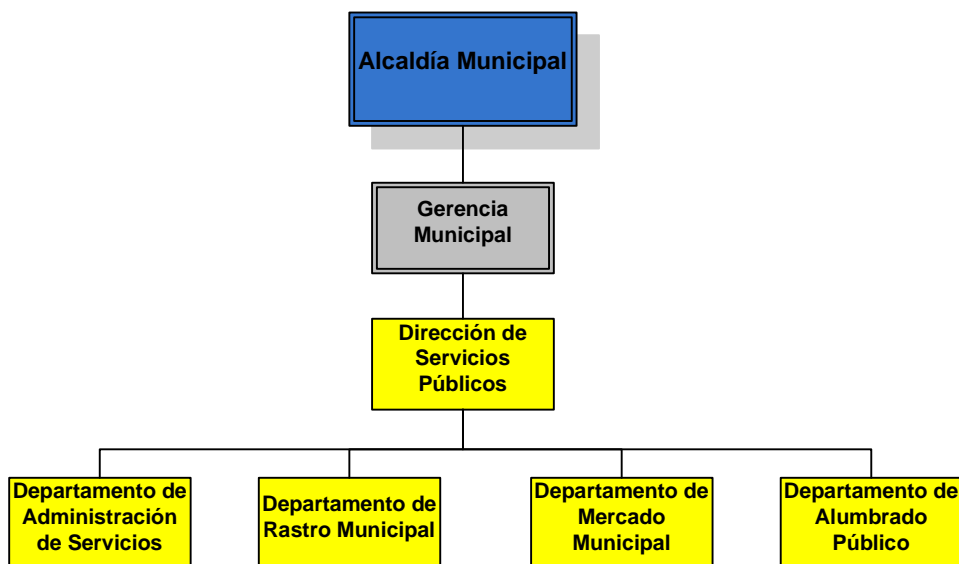 Alcaldía Municipal
Gerencia
Municipal
Dirección de
Servicios
Públicos
Departamento de
Administración
de Servicios
Departamento de
Rastro Municipal
Departamento de
Mercado
Municipal
Departamento de
Alumbrado
Público